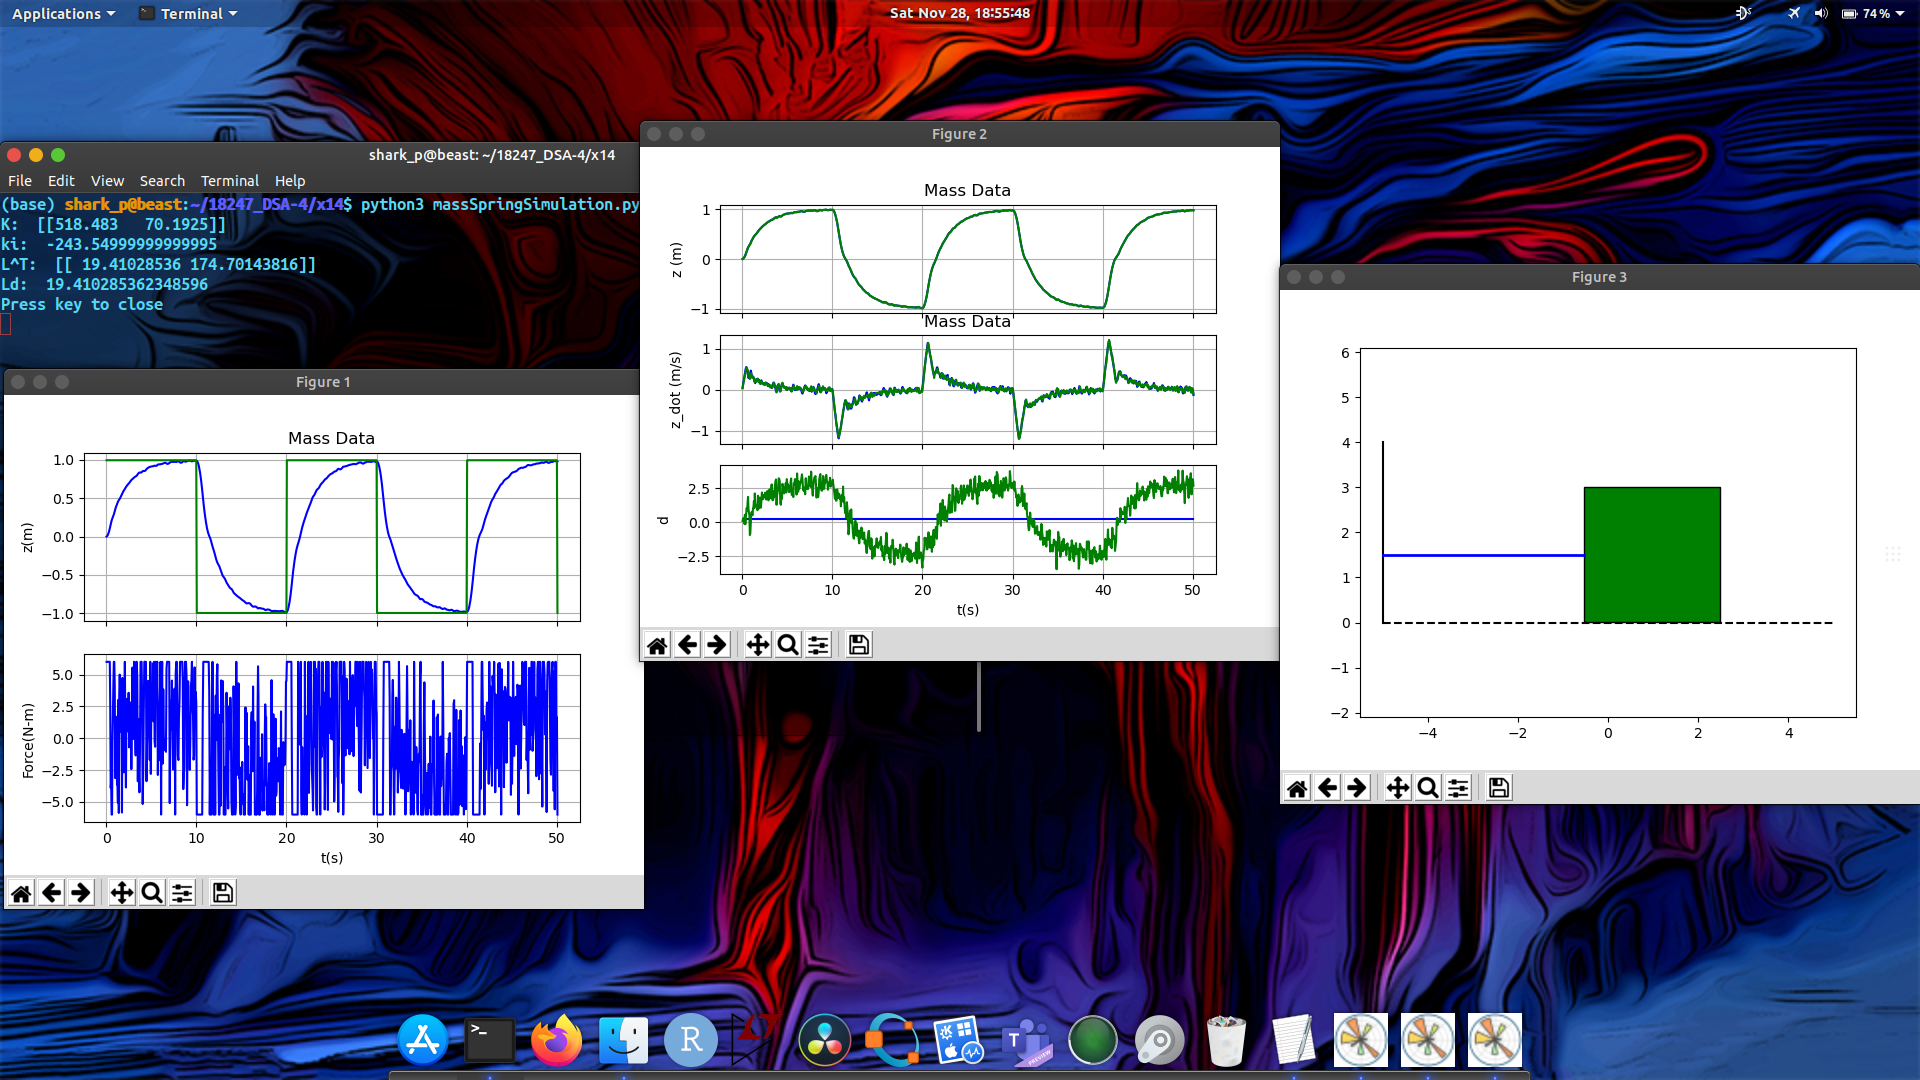 Applications
Terminal
Sat Nov 28, 18:55:48
74 %
shark_p@beast: ~/18247_DSA-4/x14
File Edit View Search Terminal Help
(base) shark_p@beast:~/18247_DSA-4/x14$ python3 massSpringSimulation.py
K:  [[518.483   70.1925]]
ki:  -243.54999999999995
L^T:  [[ 19.41028536 174.70143816]]
Ld:  19.410285362348596
Press key to close
Figure 1
Mass Data
z(m)
1.0
0.5
0.0
−0.5
−1.0
Force(N-m)
5.0
2.5
0.0
−2.5
−5.0
0 10 20 30 40 50
t(s)
Figure 2
Mass Data
z (m)
1
0
−1
Mass Data
z_dot (m/s)
1
0
−1
d
2.5
0.0
−2.5
0 10 20 30 40 50
t(s)
Figure 3
6
5
4
3
2
1
0
−1
−2
−4 −2 0 2 4
>_
R
K
T
PREVIEW